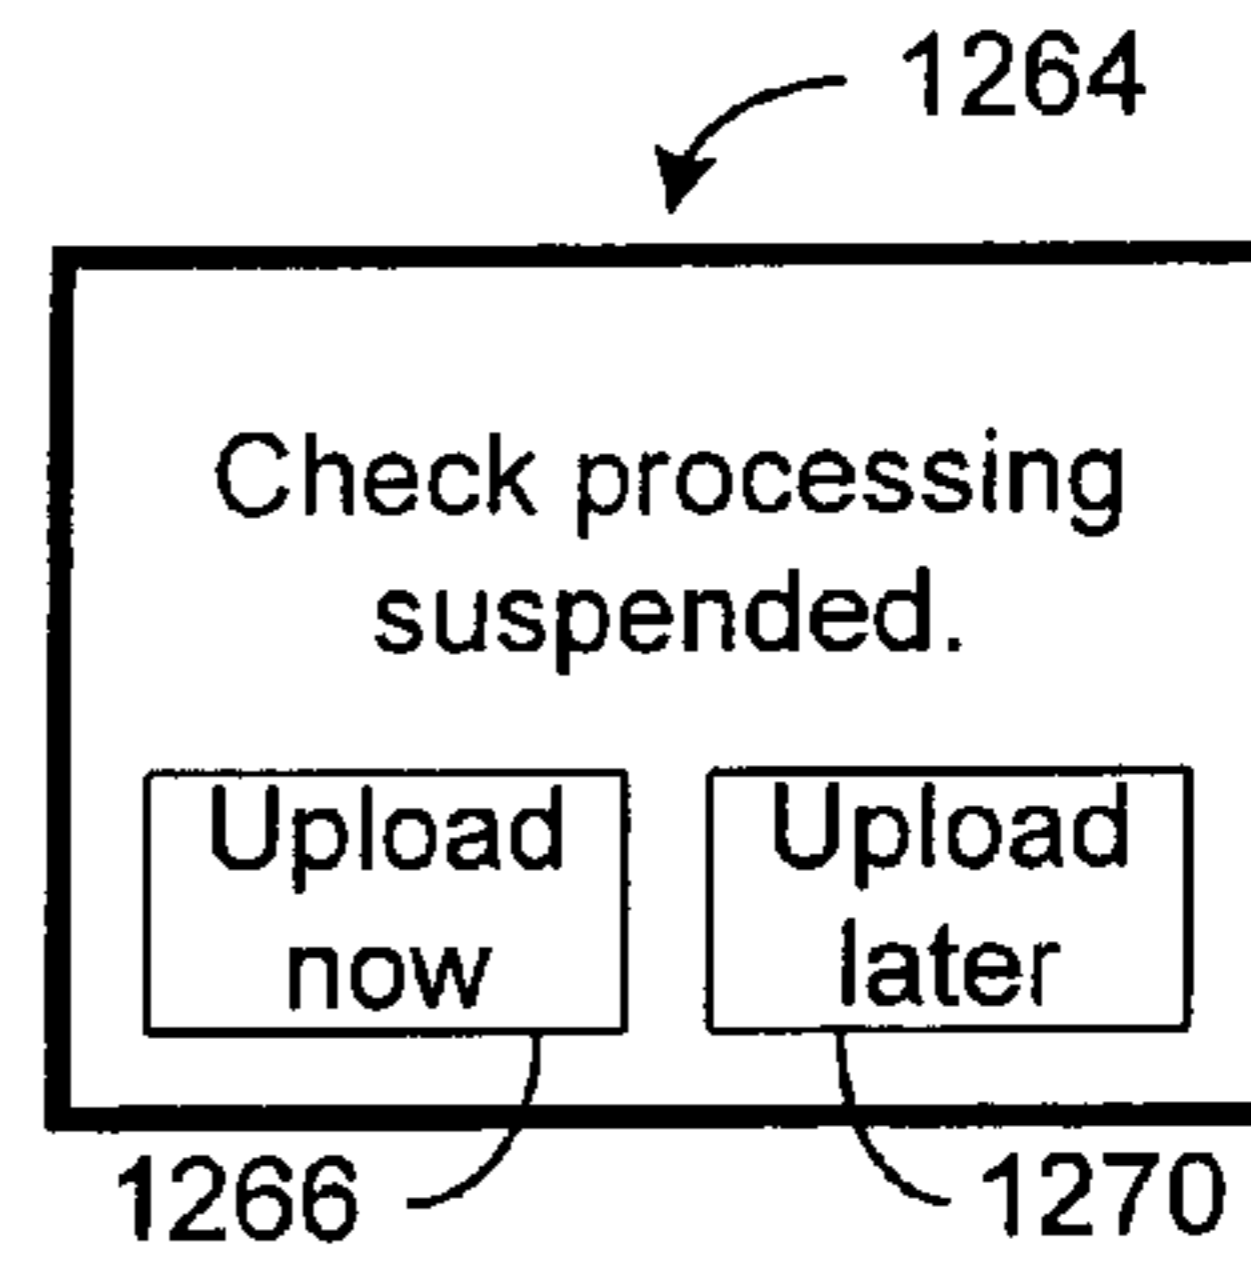 1264
Check processing
suspended.
Upload
now
Upload
later
1266
1270